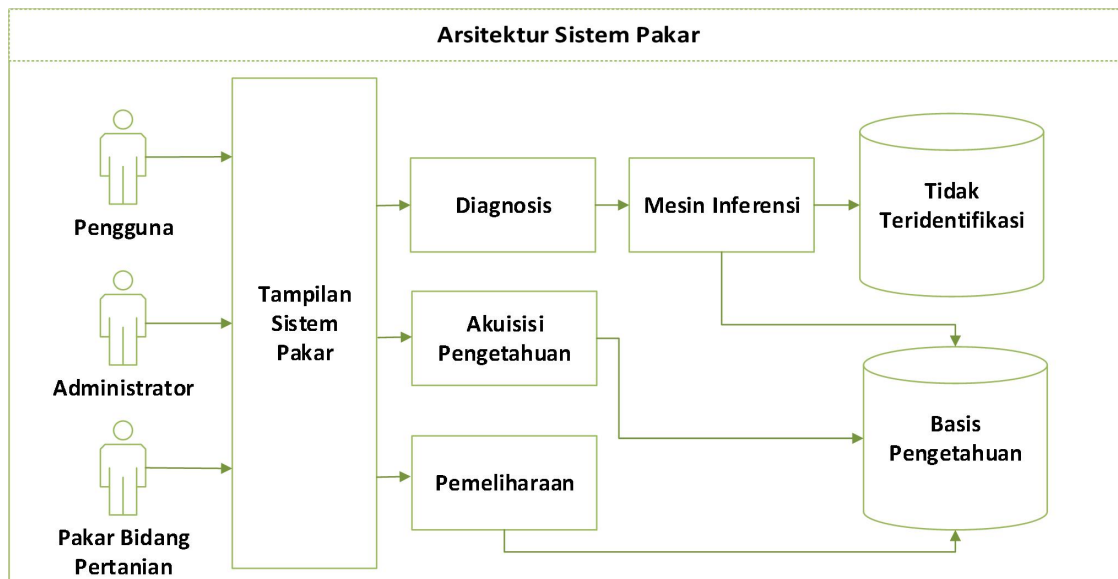 Arsitektur Sistem Pakar
Pengguna
Administrator
Pakar Bidang
Pertanian
Tampilan
Sistem
Pakar
Diagnosis
Mesin Inferensi
Tidak
Teridentifikasi
Akuisisi
Pengetahuan
Pemeliharaan
Basis
Pengetahuan